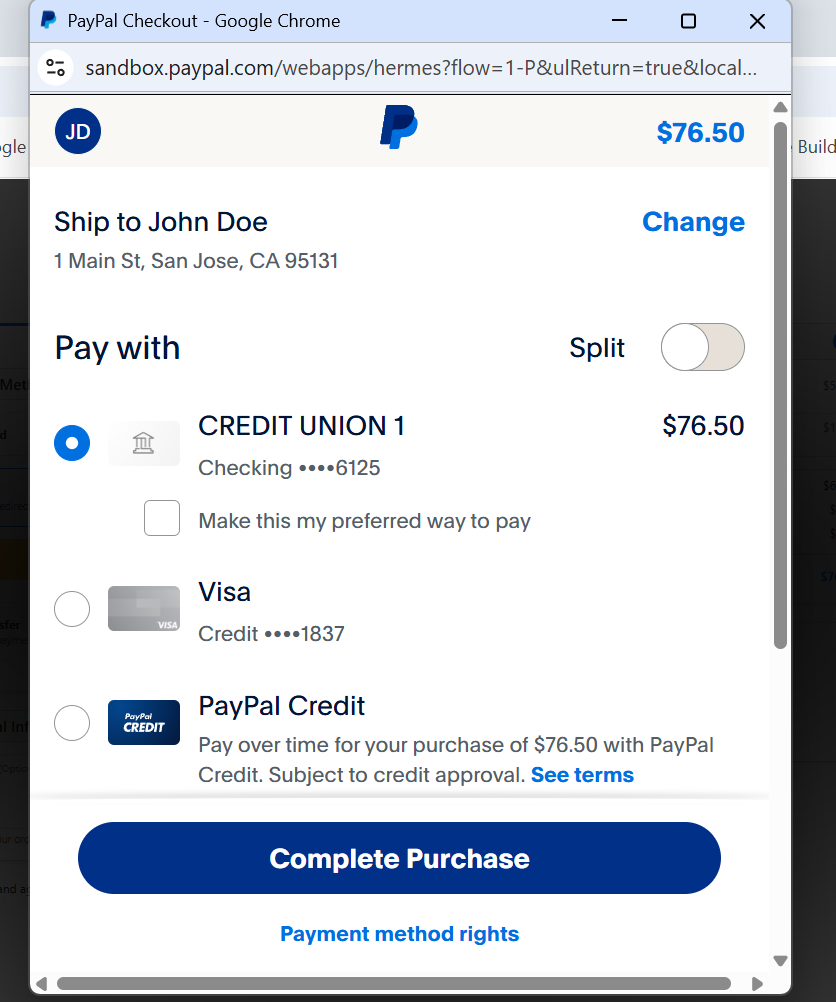 PayPal Checkout - Google Chrome
sandbox.paypal.com/webapps/hermes?flow=1-P&ulReturn=true&local...
JD
$76.50
gle
Build
Ship to John Doe
Change
1 Main St, San Jose, CA 95131
Pay with
Split
CREDIT UNION 1
$76.50
Checking ••••6125
Make this my preferred way to pay
Visa
VISA
Credit ••••1837
PayPal Credit
PayPal
CREDIT
Pay over time for your purchase of $76.50 with PayPal
Credit. Subject to credit approval. See terms
Complete Purchase
Payment method rights